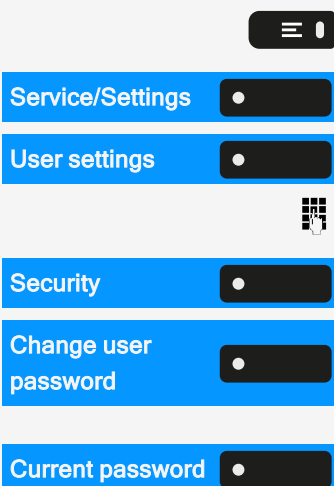 Service/Settings
User settings
Security
Change user
password
Current password